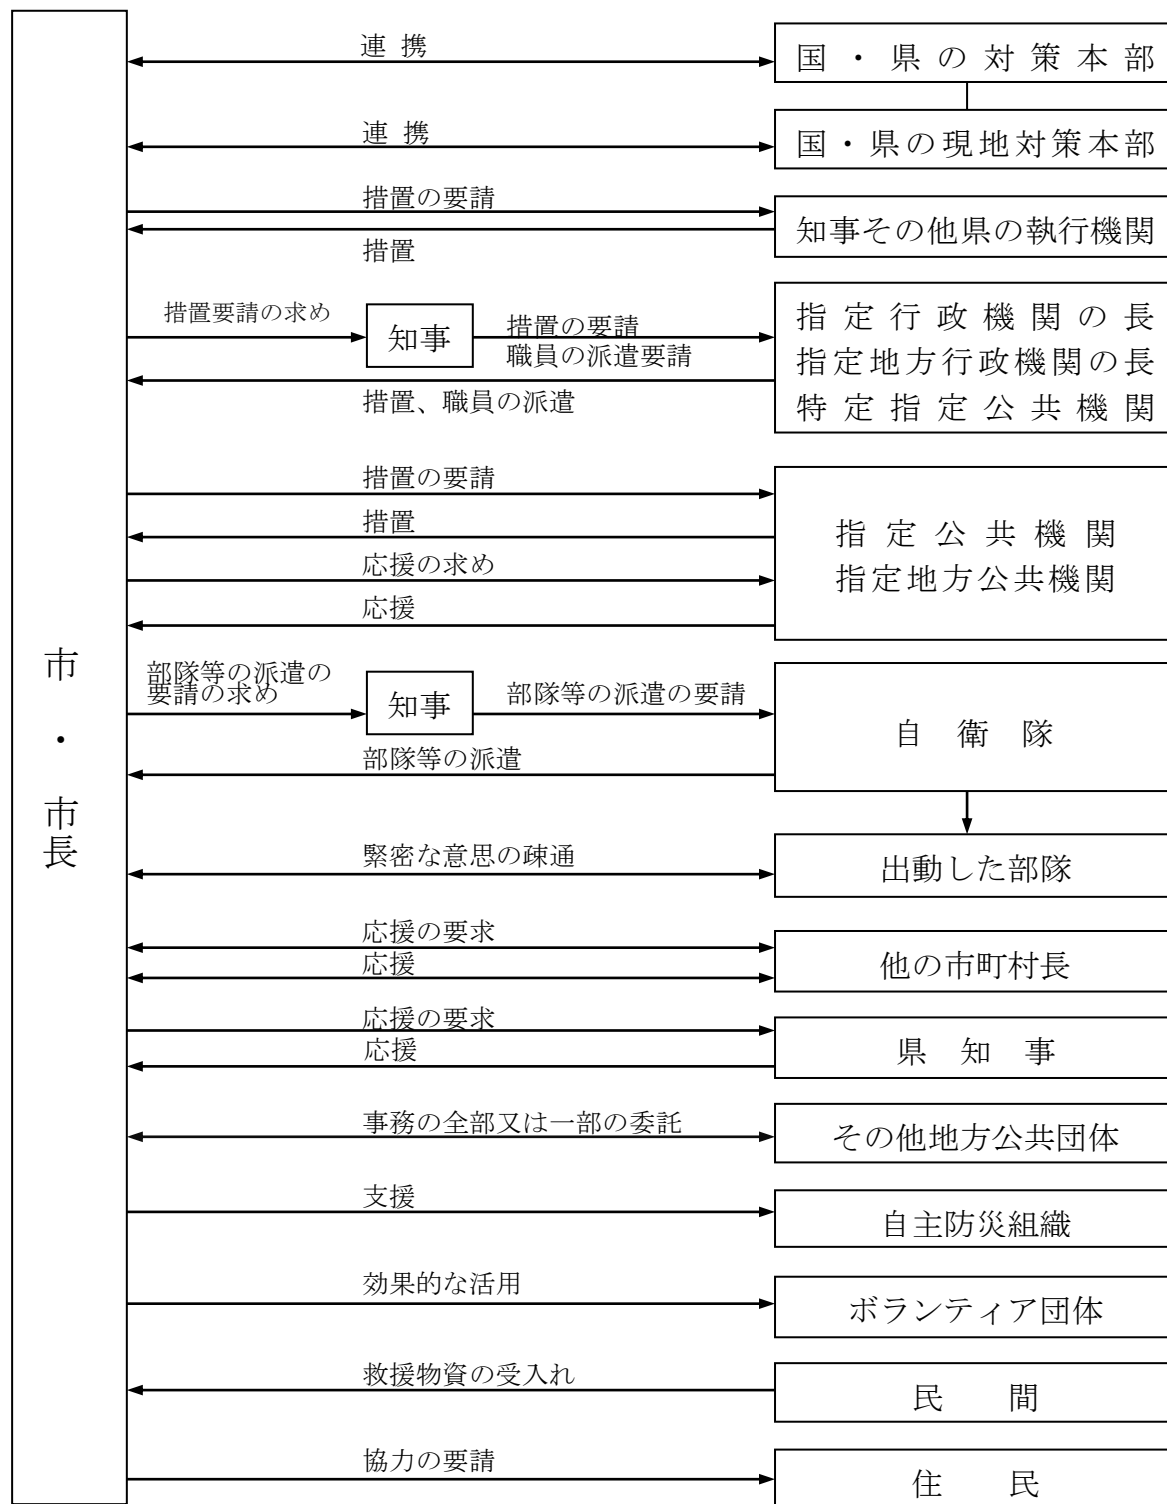 市・市長
連 携
国・県の対策本部
連 携
国・県の現地対策本部
措置の要請
知事その他県の執行機関
措置
措置要請の求め
知事
措置の要請
職員の派遣要請
指定行政機関の長
指定地方行政機関の長
特定指定公共機関
措置、職員の派遣
措置の要請
措置
応援の求め
応援
指定公共機関
指定地方公共機関
部隊等の派遣の
要請の求め
知事
部隊等の派遣の要請
自 衛 隊
部隊等の派遣
緊密な意思の疎通
出動した部隊
応援の要求
応援
他の市町村長
応援の要求
応援
県 知 事
事務の全部又は一部の委託
その他地方公共団体
支援
自主防災組織
効果的な活用
ボランティア団体
救援物資の受入れ
民 間
協力の要請
住 民